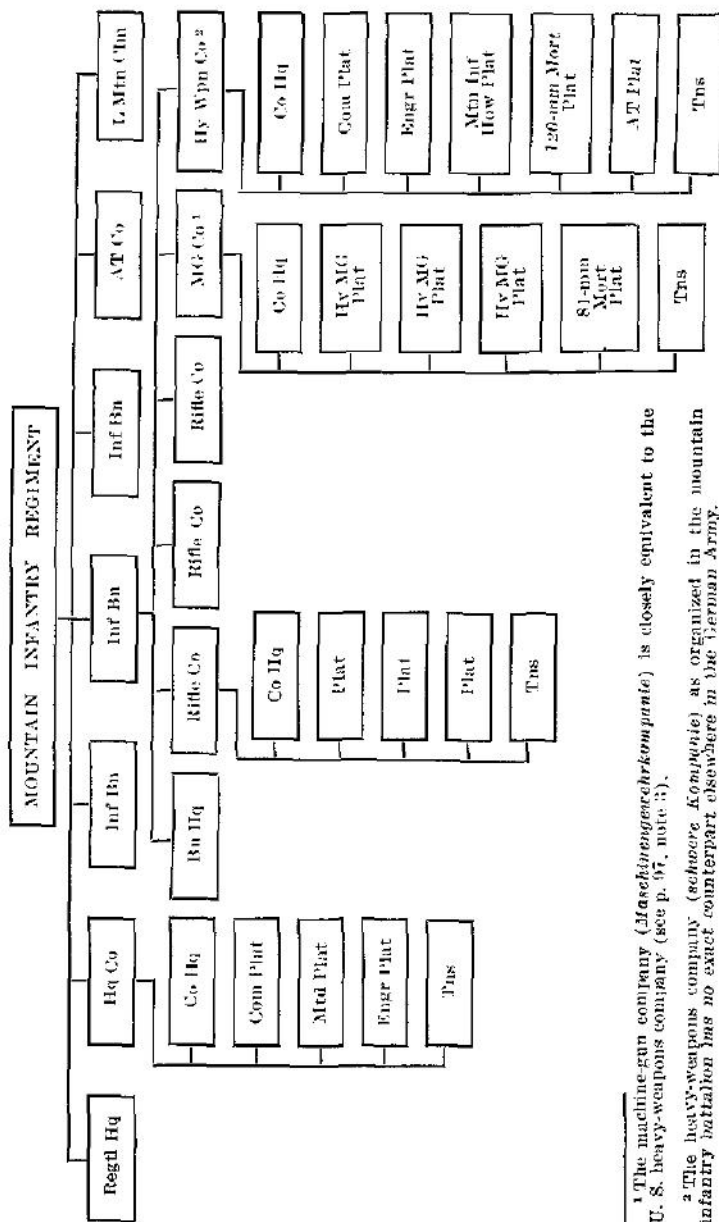 MOUNTAIN INFANTRY REGIMENT
Regtl Hq
Hq Co
Inf Bn
Inf Bn
Inf Bn
AT Co
L Mtn Clm
Co Hq
Com Plat
Mtd Plat
Engr Plat
Tns
Bn Hq
Rifle Co
Rifle Co
Rifle Co
MG Co ¹
Hv Wpn Co ²
Co Hq
Plat
Plat
Plat
Tns
Co Hq
Hv MG
Plat
Hv MG
Plat
Hv MG
Plat
81-mm
Mort
Plat
Tns
Co Hq
Com Plat
Engr Plat
Mtn Inf
How Plat
120-mm Mort
Plat
AT Plat
Tns
¹ The machine-gun company (Maschinengewehrkompanie) is closely equivalent to the
U. S. heavy-weapons company (see p. 97, note 3).
² The heavy-weapons company (schwere Kompanie) as organized in the mountain
infantry battalion has no exact counterpart elsewhere in the German Army.